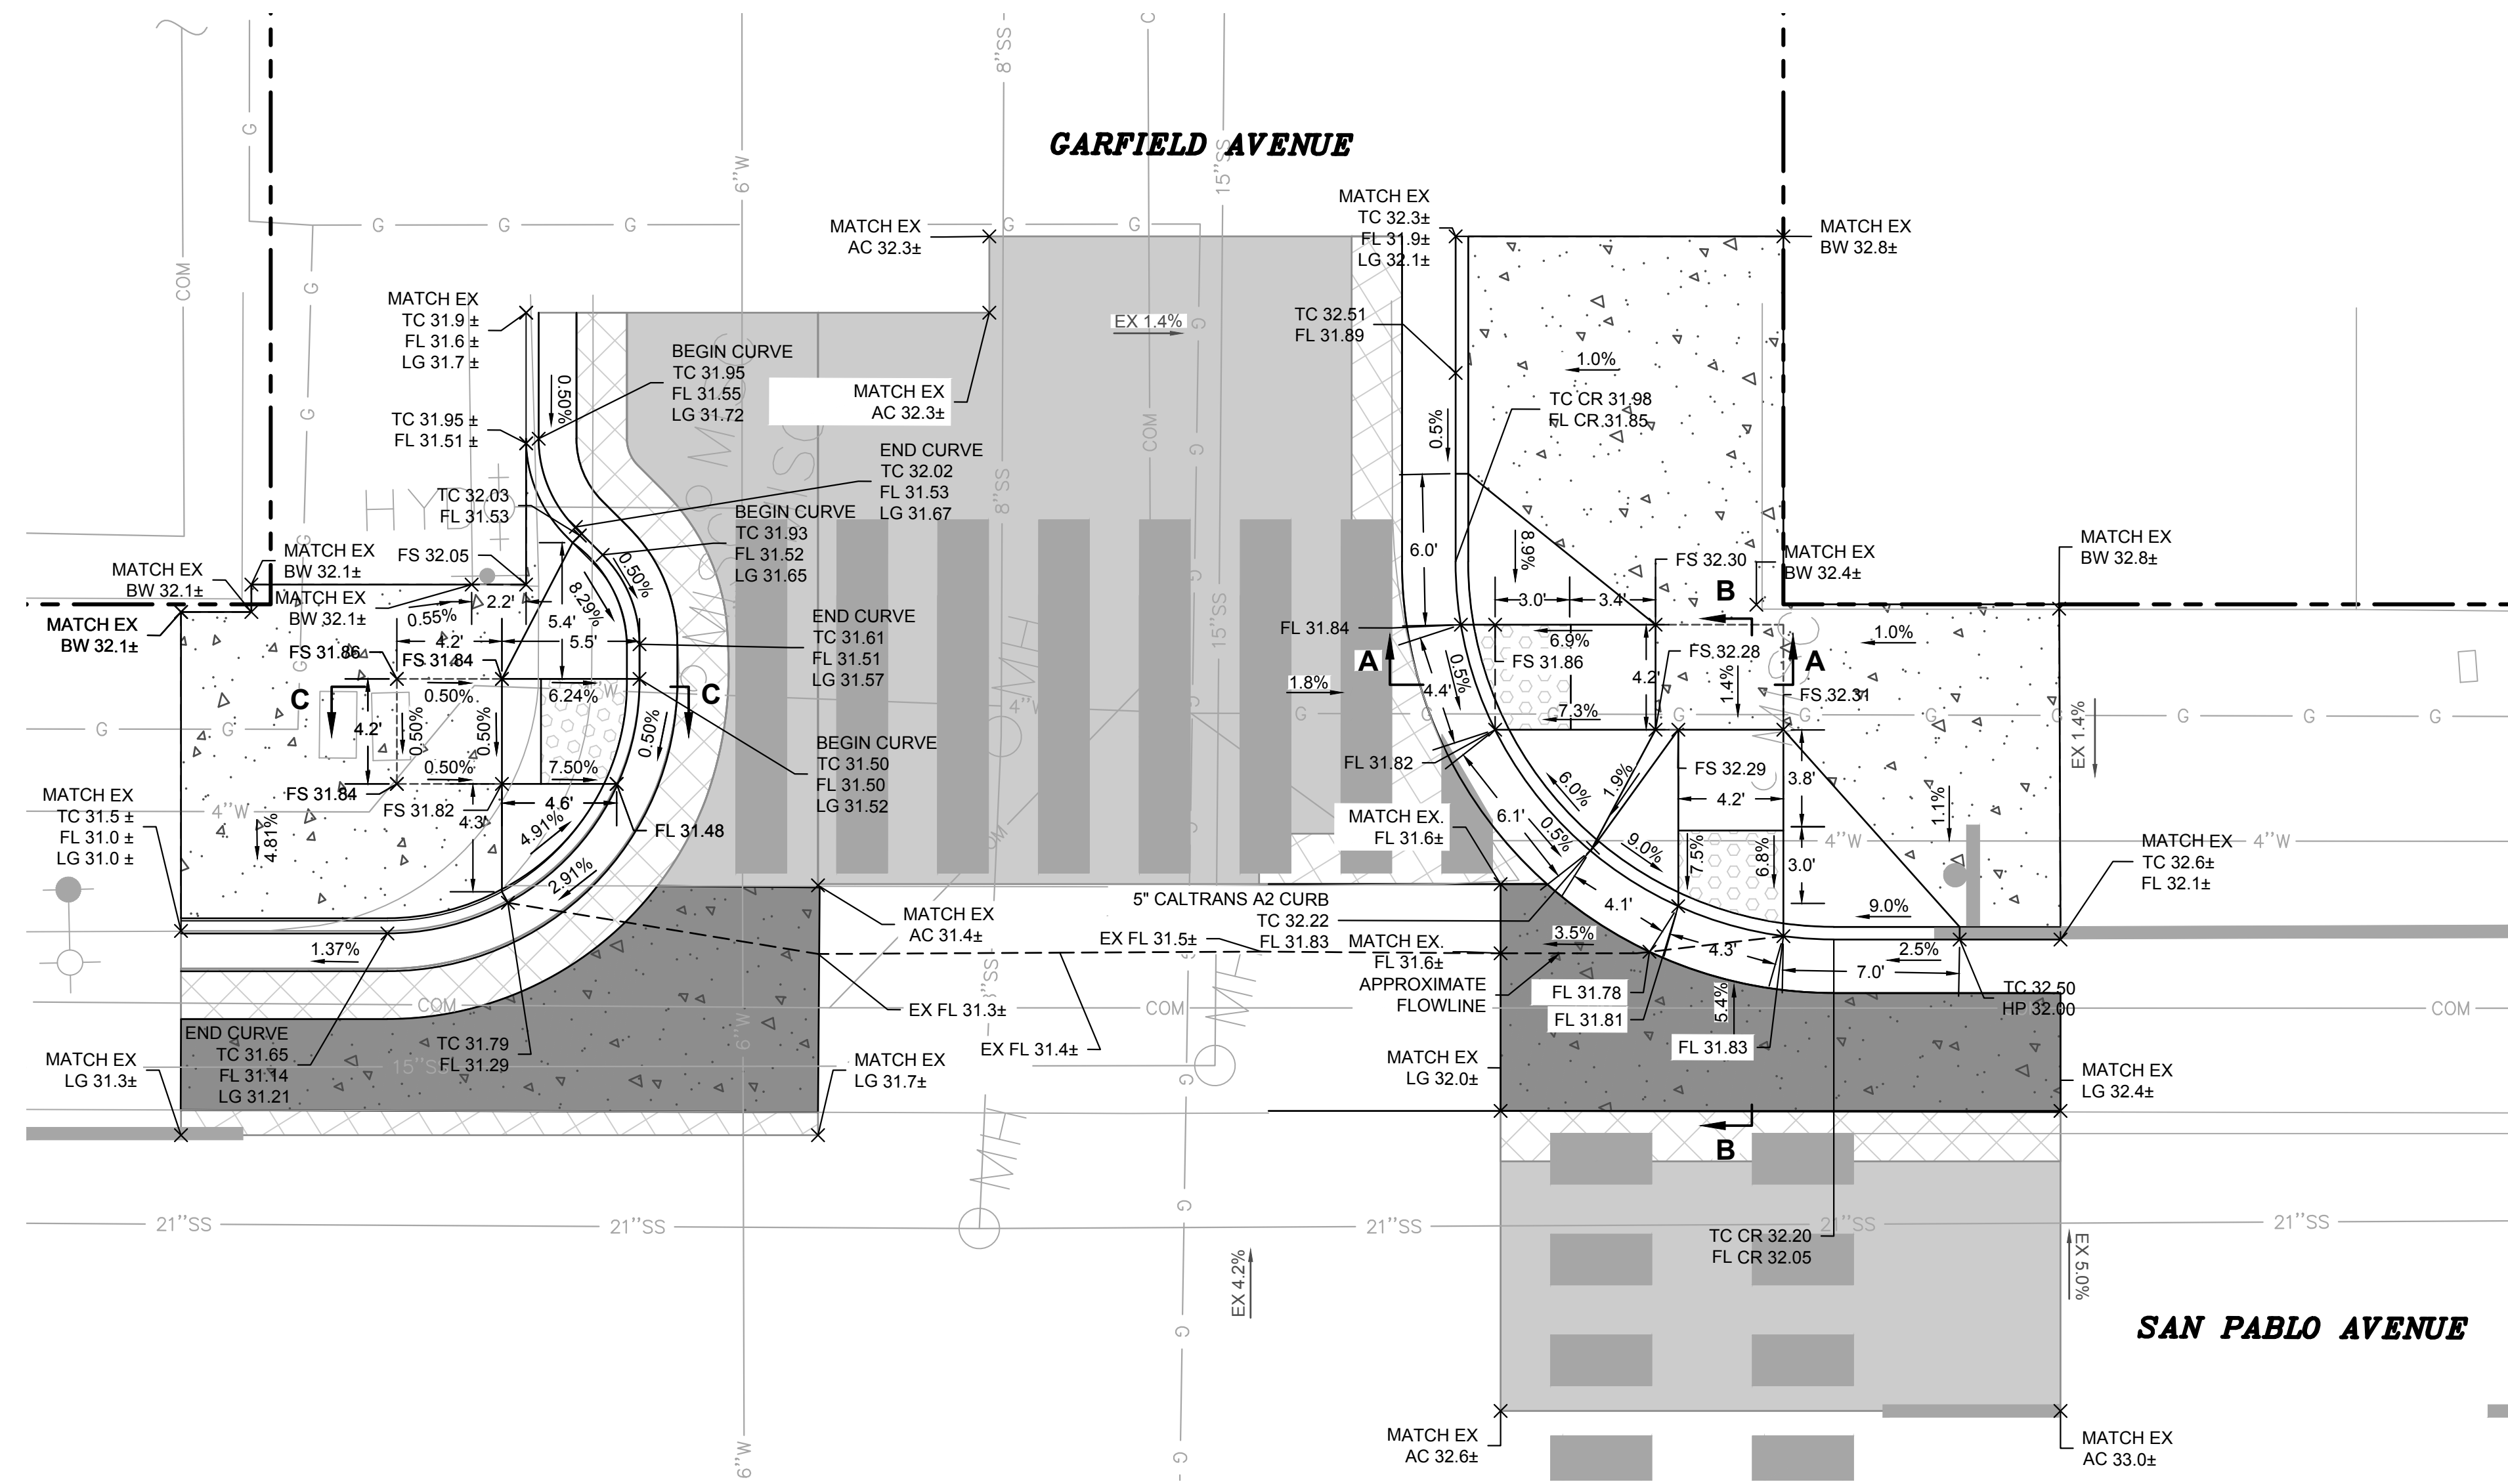 GARFIELD AVENUE
SAN PABLO AVENUE
8"SS
6"W
15"SS
C
COM
G
G
G
G
MATCH EX
AC 32.3±
MATCH EX
TC 32.3±
FL 31.9±
LG 32.1±
MATCH EX
BW 32.8±
MATCH EX
TC 31.9 ±
FL 31.6 ±
LG 31.7 ±
BEGIN CURVE
TC 31.95
FL 31.55
LG 31.72
0.50%
EX 1.4%
TC 32.51
FL 31.89
1.0%
MATCH EX
AC 32.3±
TC 31.95 ±
FL 31.51 ±
TC CR 31.98
FL CR 31.85
0.5%
END CURVE
TC 32.02
FL 31.53
LG 31.67
TC 32.03
FL 31.53
HYD
BEGIN CURVE
TC 31.93
FL 31.52
LG 31.65
FS 32.05
MATCH EX
BW 32.1±
MATCH EX
BW 32.1±
MATCH EX
BW 32.1±
MATCH EX
BW 32.1±
0.55%
2.2'
5.4'
8.29%
0.50%
4.2'
5.5'
FS 31.86
FS 31.84
0.50%
6.24%
C
C
4.2'
0.50%
0.50%
0.50%
0.50%
7.50%
FS 31.84
FS 31.82
4.6'
4.3'
4.91%
2.91%
FL 31.48
END CURVE
TC 31.61
FL 31.51
LG 31.57
BEGIN CURVE
TC 31.50
FL 31.50
LG 31.52
MATCH EX
TC 31.5 ±
FL 31.0 ±
LG 31.0 ±
4.81%
1.37%
4"W
END CURVE
TC 31.65
FL 31.14
LG 31.21
TC 31.79
FL 31.29
MATCH EX
LG 31.3±
MATCH EX
LG 31.7±
MATCH EX
AC 31.4±
EX FL 31.3±
EX FL 31.4±
EX FL 31.5±
5" CALTRANS A2 CURB
TC 32.22
FL 31.83
1.8%
6.0'
8.9%
3.0'
3.4'
FS 32.30
MATCH EX
BW 32.4±
B
MATCH EX
BW 32.8±
1.0%
FL 31.84
A
A
6.9%
FS 31.86
FS 32.28
4.2'
1.4%
FS 32.31
0.5%
4.4'
7.3%
FL 31.82
EX 1.4%
6.0%
1.9%
FS 32.29
4.2'
3.8'
3.0'
6.1'
0.5%
9.0%
7.5%
6.8%
1.1%
4"W
4"W
MATCH EX.
FL 31.6±
MATCH EX
TC 32.6±
FL 32.1±
4.1'
9.0%
3.5%
4.3'
2.5%
7.0'
MATCH EX.
FL 31.6±
APPROXIMATE
FLOWLINE
FL 31.78
FL 31.81
5.4%
FL 31.83
TC 32.50
HP 32.00
MATCH EX
LG 32.0±
MATCH EX
LG 32.4±
B
COM
COM
COM
15"SS
MH
MH
MH
21"SS
21"SS
21"SS
21"SS
21"SS
TC CR 32.20
FL CR 32.05
EX 4.2%
EX 5.0%
MATCH EX
AC 32.6±
MATCH EX
AC 33.0±
6"W